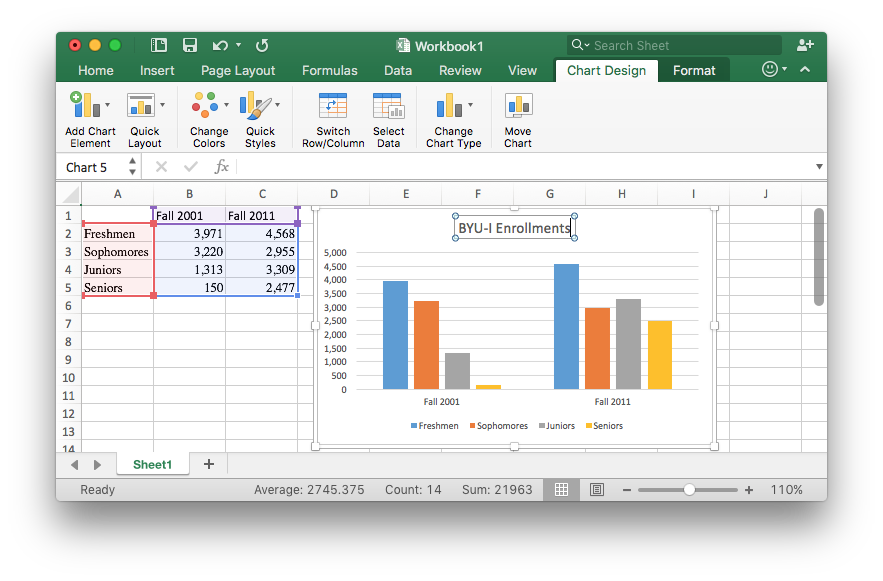 Workbook1
Search Sheet
Home Insert Page Layout Formulas Data Review View Chart Design Format
Add Chart Element Quick Layout Change Colors Quick Styles Switch Row/Column Select Data Change Chart Type Move Chart
Chart 5 fx
A B C D E F G H I J
1 Fall 2001 Fall 2011
2 Freshmen 3,971 4,568
3 Sophomores 3,220 2,955
4 Juniors 1,313 3,309
5 Seniors 150 2,477
6
7
8
9
10
11
12
13
14
BYU-I Enrollments
5,000
4,500
4,000
3,500
3,000
2,500
2,000
1,500
1,000
500
0
Fall 2001 Fall 2011
Freshmen Sophomores Juniors Seniors
Sheet1 +
Ready Average: 2745.375 Count: 14 Sum: 21963 110%